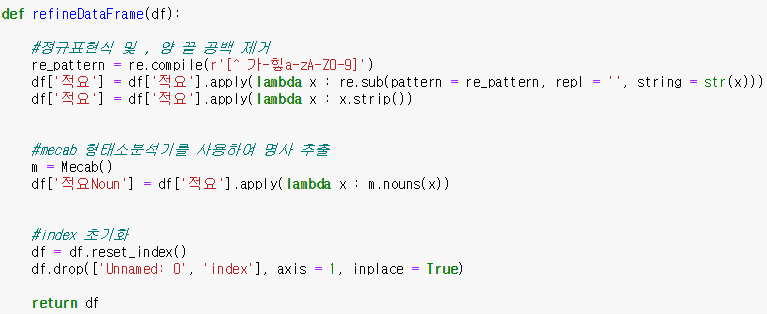 def refineDataFrame(df):
#정규표현식 및 , 양 끝 공백 제거
re_pattern = re.compile(r'[^ 가-힣a-zA-Z0-9]')
df['적요'] = df['적요'].apply(lambda x : re.sub(pattern = re_pattern, repl = '', string = str(x)))
df['적요'] = df['적요'].apply(lambda x : x.strip())
#mecab 형태소분석기를 사용하여 명사 추출
m = Mecab()
df['적요Noun'] = df['적요'].apply(lambda x : m.nouns(x))
#index 초기화
df = df.reset_index()
df.drop(['Unnamed: 0', 'index'], axis = 1, inplace = True)
return df